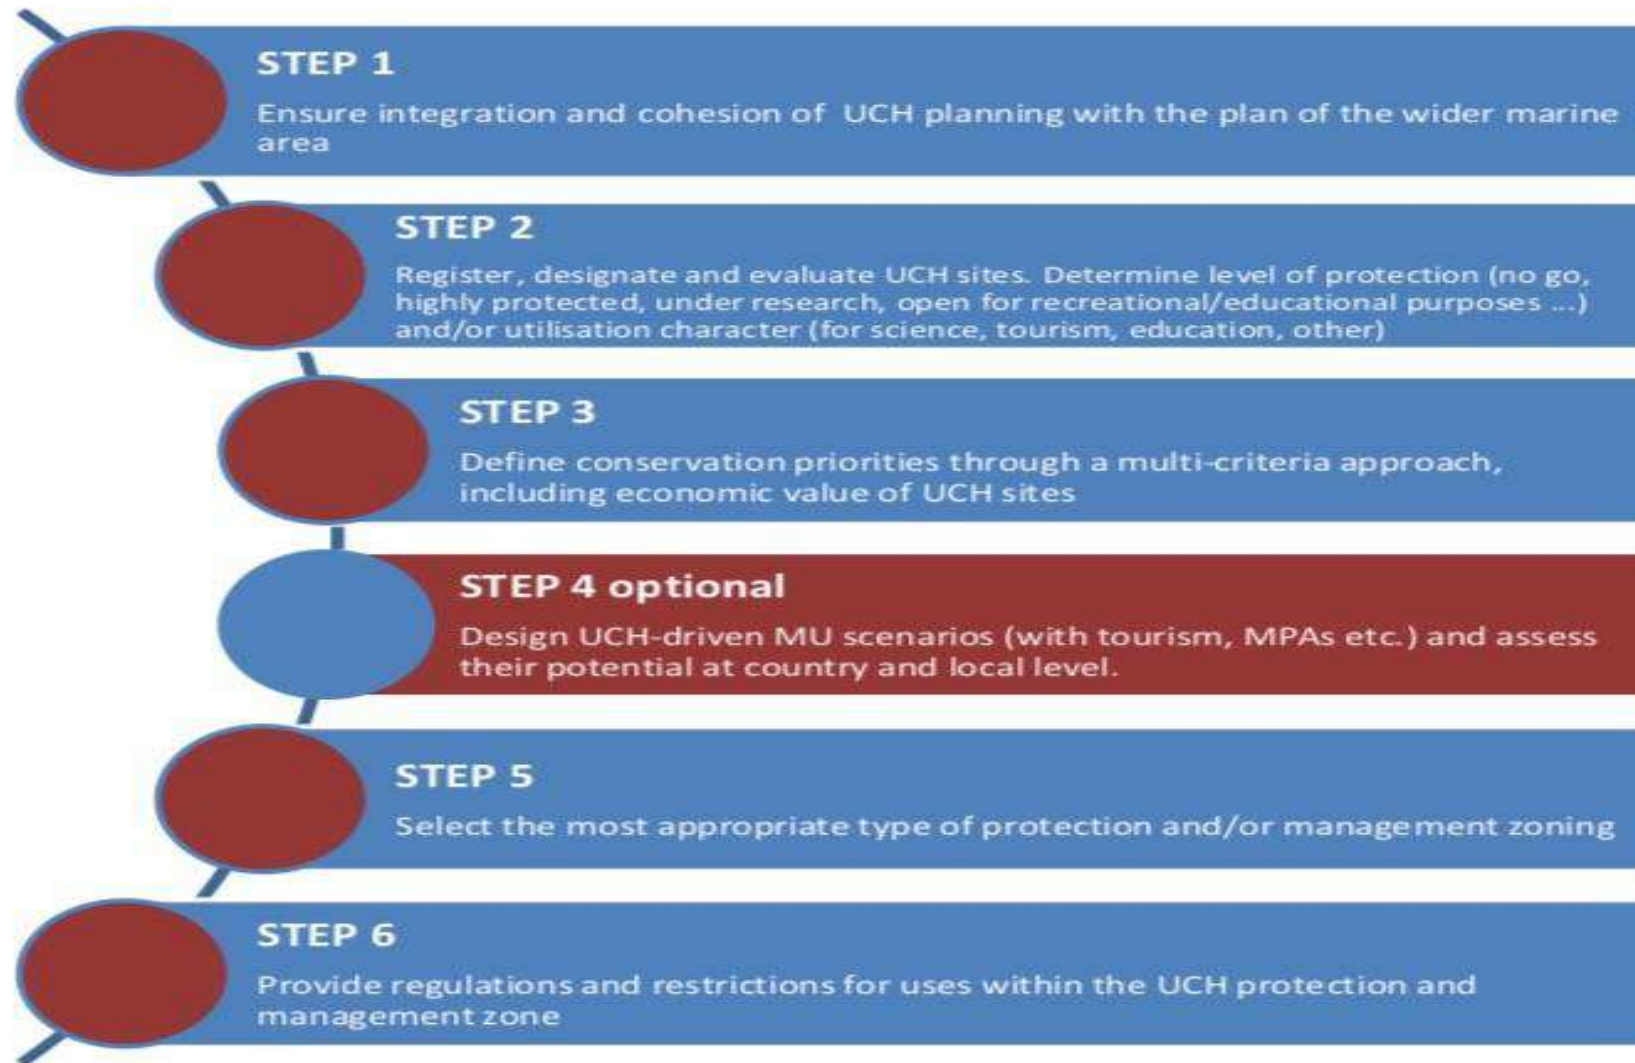 STEP 1
Ensure integration and cohesion of UCH planning with the plan of the wider marine
area
STEP 2
Register, designate and evaluate UCH sites. Determine level of protection (no go,
highly protected, under research, open for recreational/educational purposes ...)
and/or utilisation character (for science, tourism, education, other)
STEP 3
Define conservation priorities through a multi-criteria approach,
including economic value of UCH sites
STEP 4 optional
Design UCH-driven MU scenarios (with tourism, MPAs etc.) and assess
their potential at country and local level.
STEP 5
Select the most appropriate type of protection and/or management zoning
STEP 6
Provide regulations and restrictions for uses within the UCH protection and
management zone